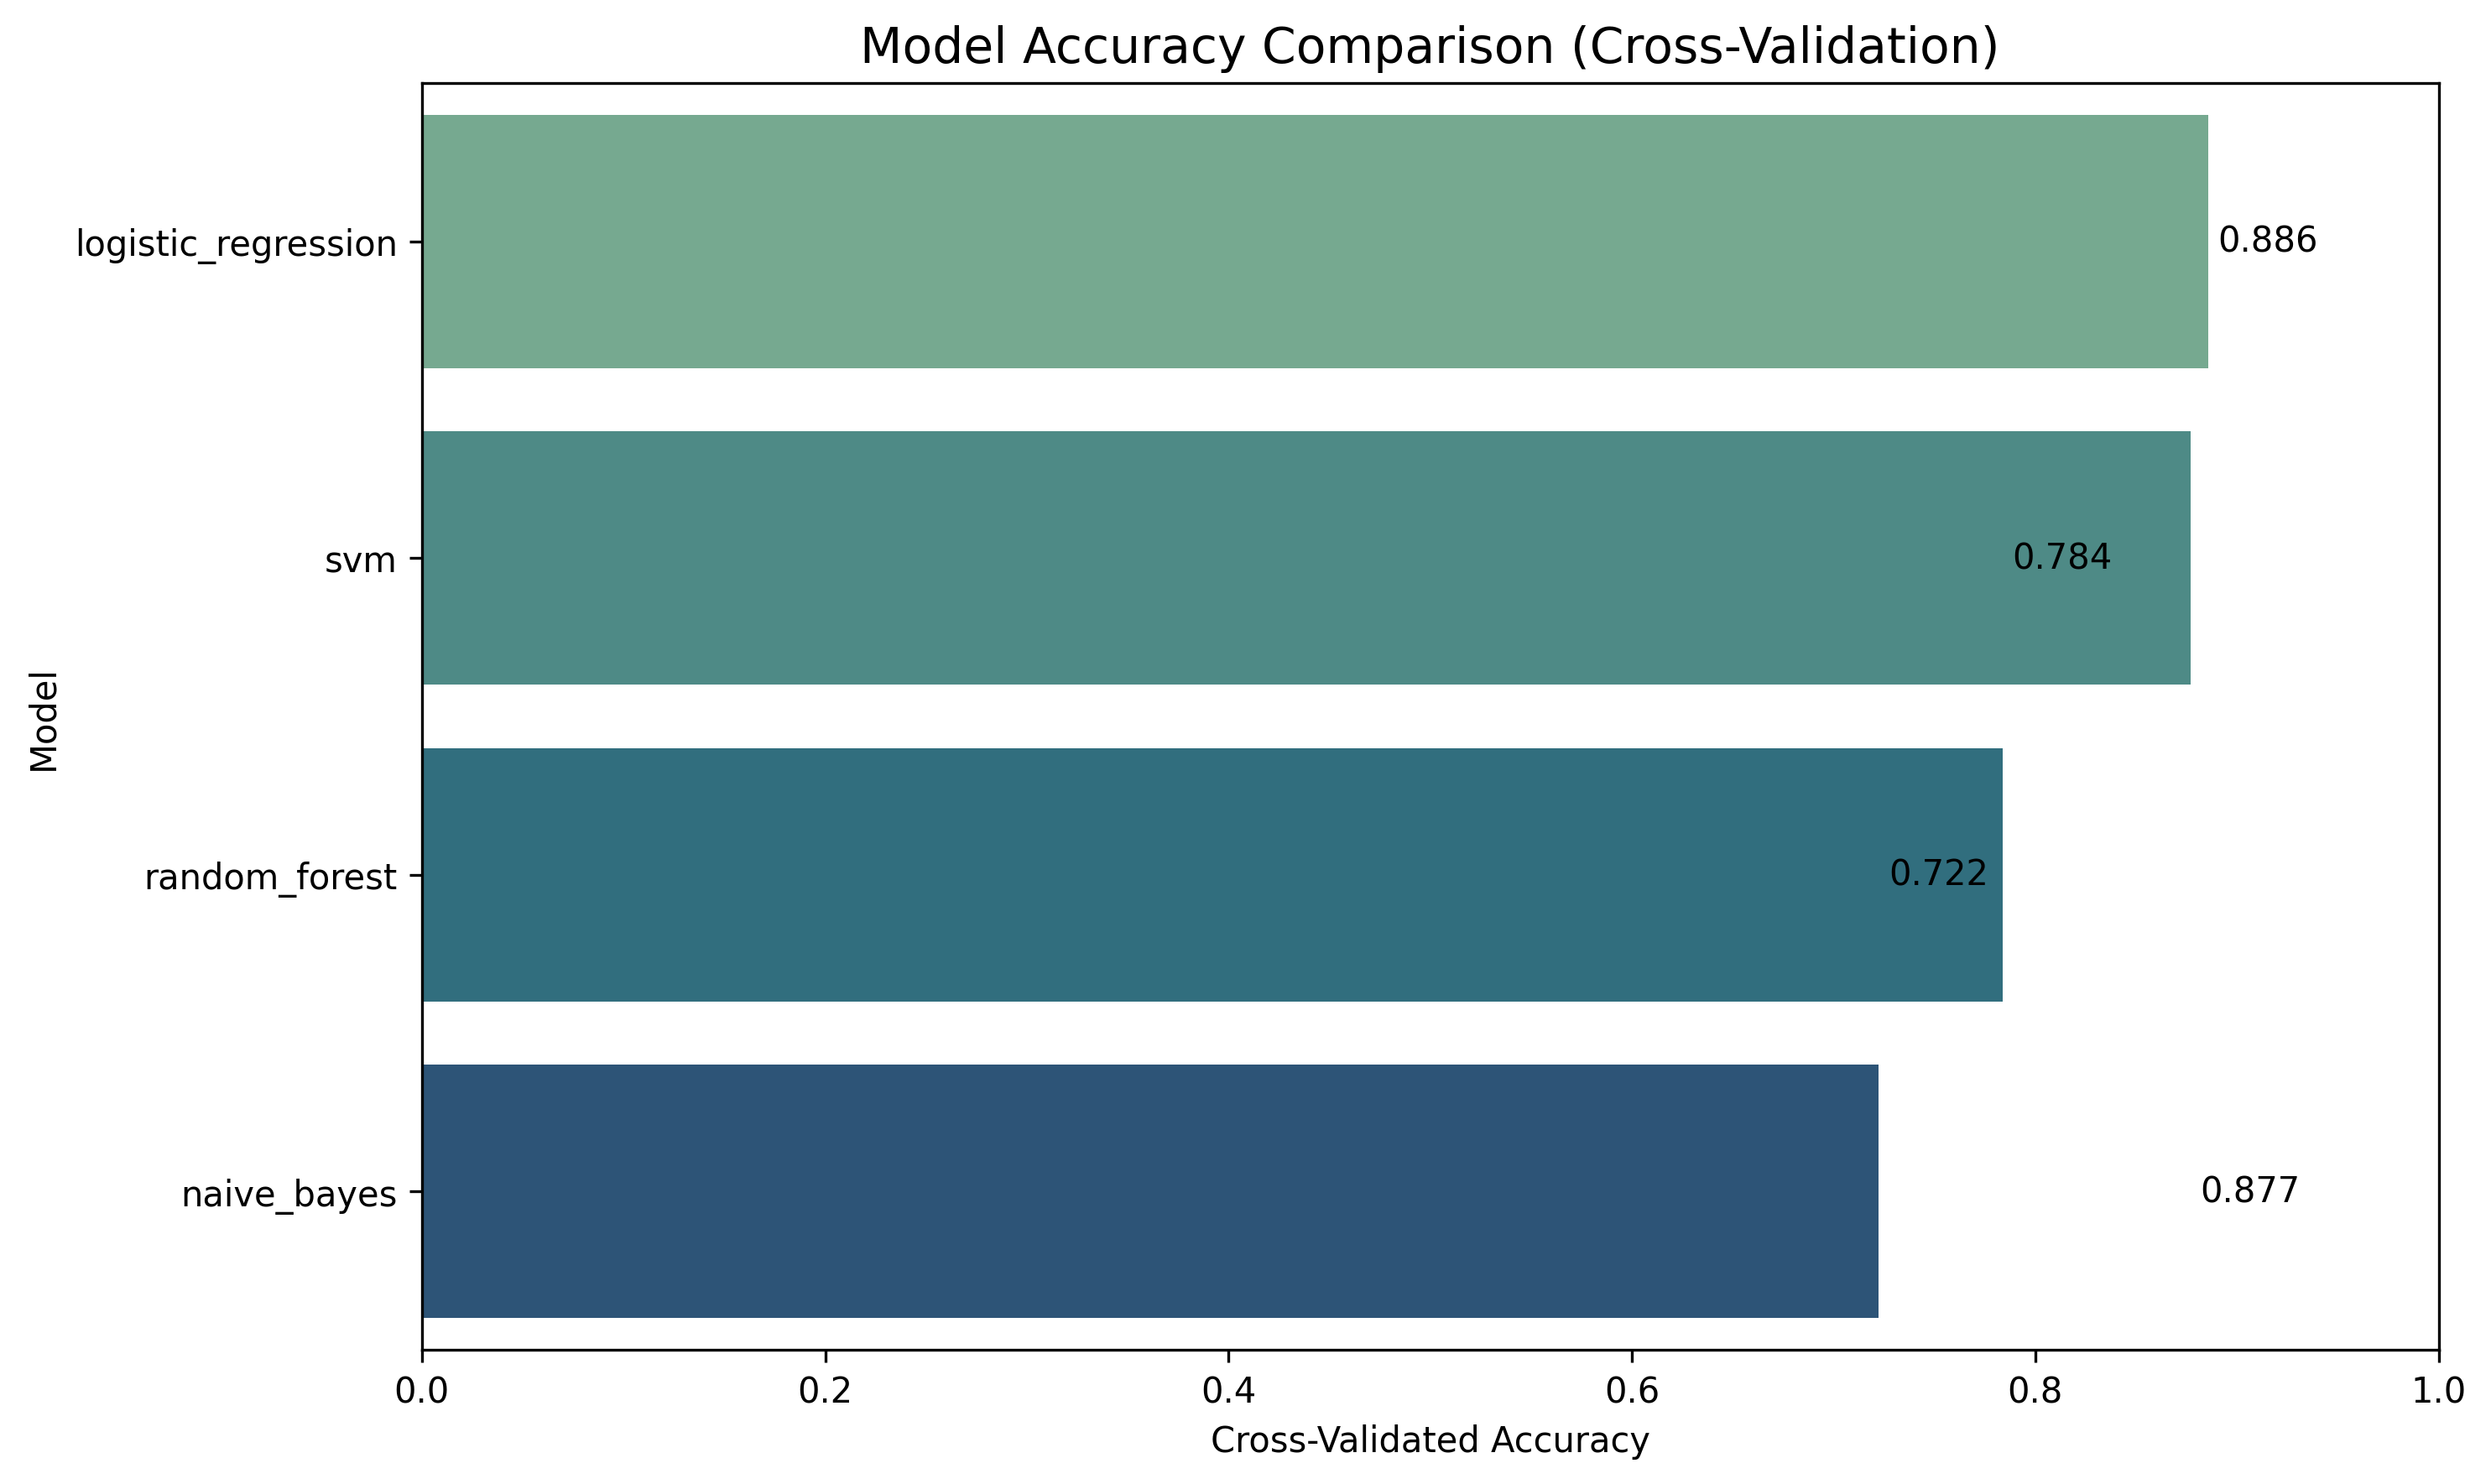 Model Accuracy Comparison (Cross-Validation)
logistic_regression
0.886
svm
0.784
random_forest
0.722
naive_bayes
0.877
Model
0.0 0.2 0.4 0.6 0.8 1.0
Cross-Validated Accuracy